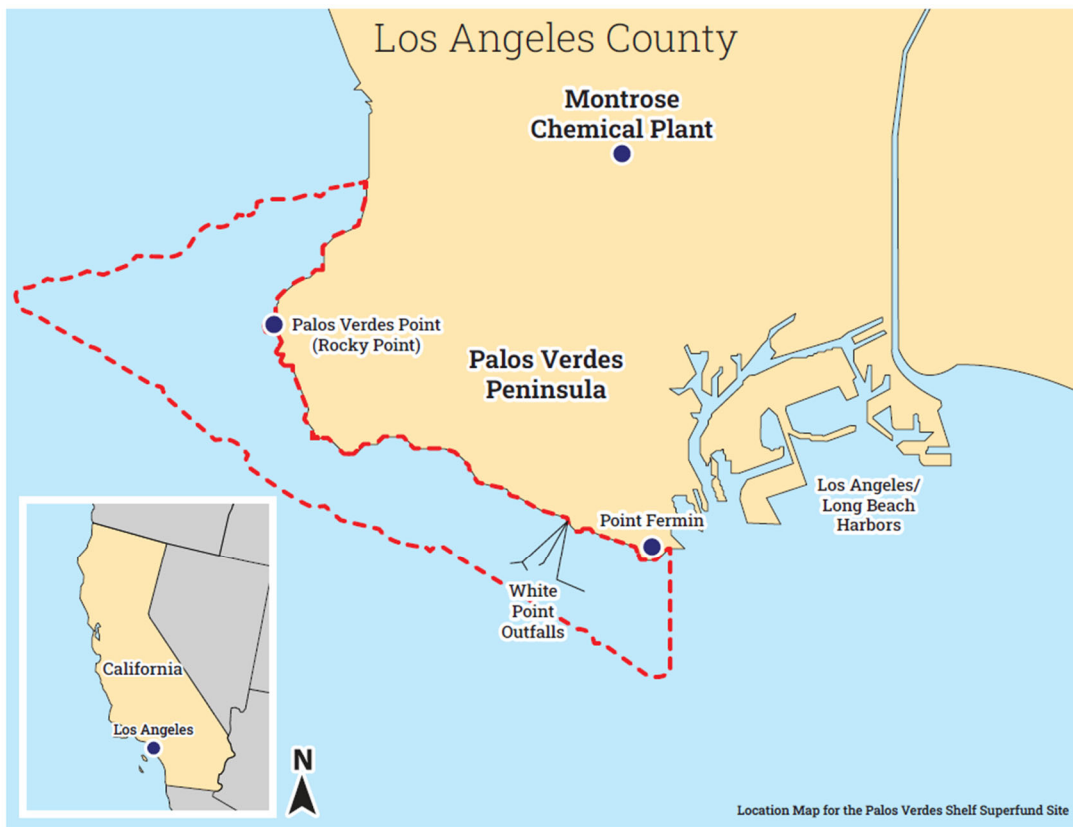 Los Angeles County
Montrose
Chemical Plant
Palos Verdes Point
(Rocky Point)
Palos Verdes
Peninsula
Los Angeles/
Long Beach
Harbors
Point Fermin
White
Point
Outfalls
California
Los Angeles
N
Location Map for the Palos Verdes Shelf Superfund Site